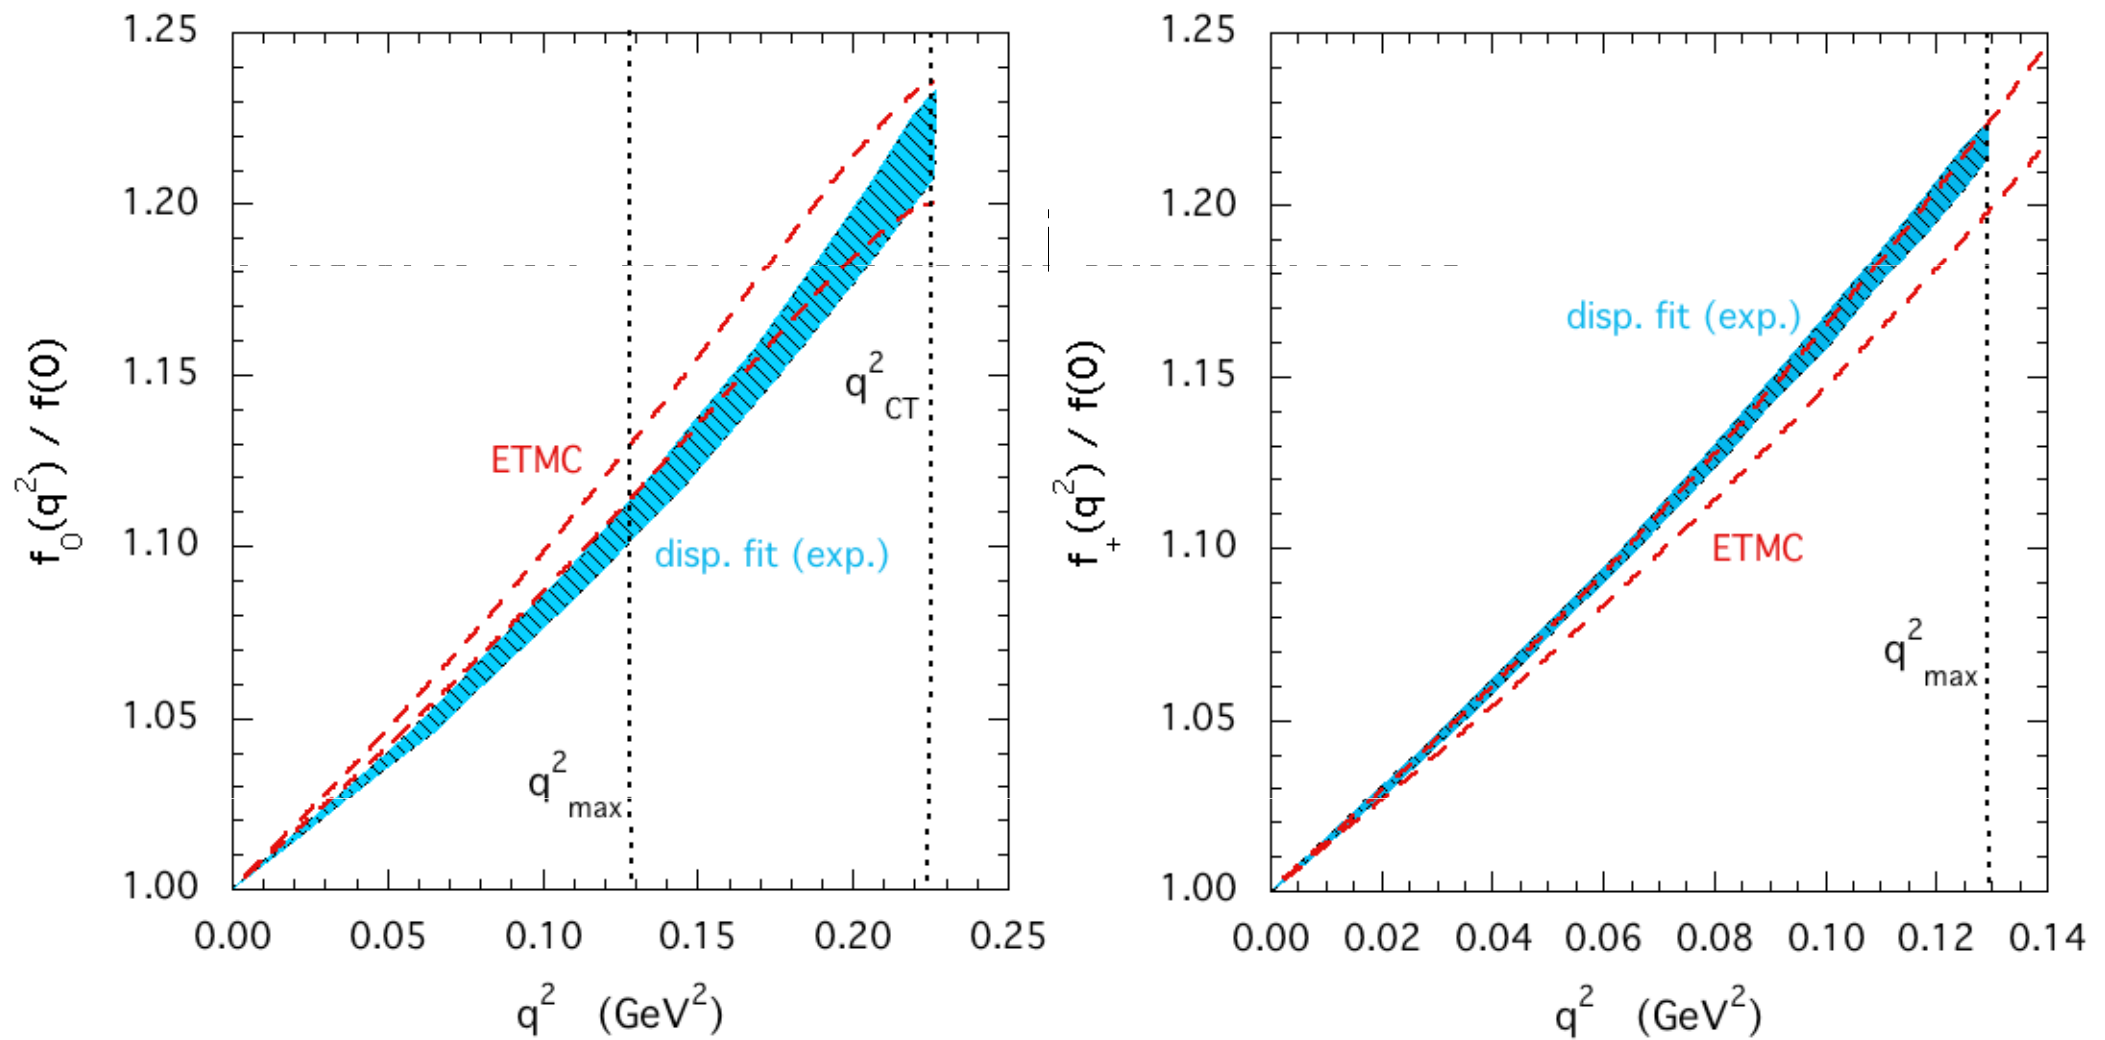 1.25
1.20
1.15
1.10
1.05
1.00
0.00 0.05 0.10 0.15 0.20 0.25
q² (GeV²)
f₀(q²) / f(0)
ETMC
disp. fit (exp.)
q²max
q²CT
1.25
1.20
1.15
1.10
1.05
1.00
0.00 0.02 0.04 0.06 0.08 0.10 0.12 0.14
q² (GeV²)
f₊(q²) / f(0)
disp. fit (exp.)
ETMC
q²max